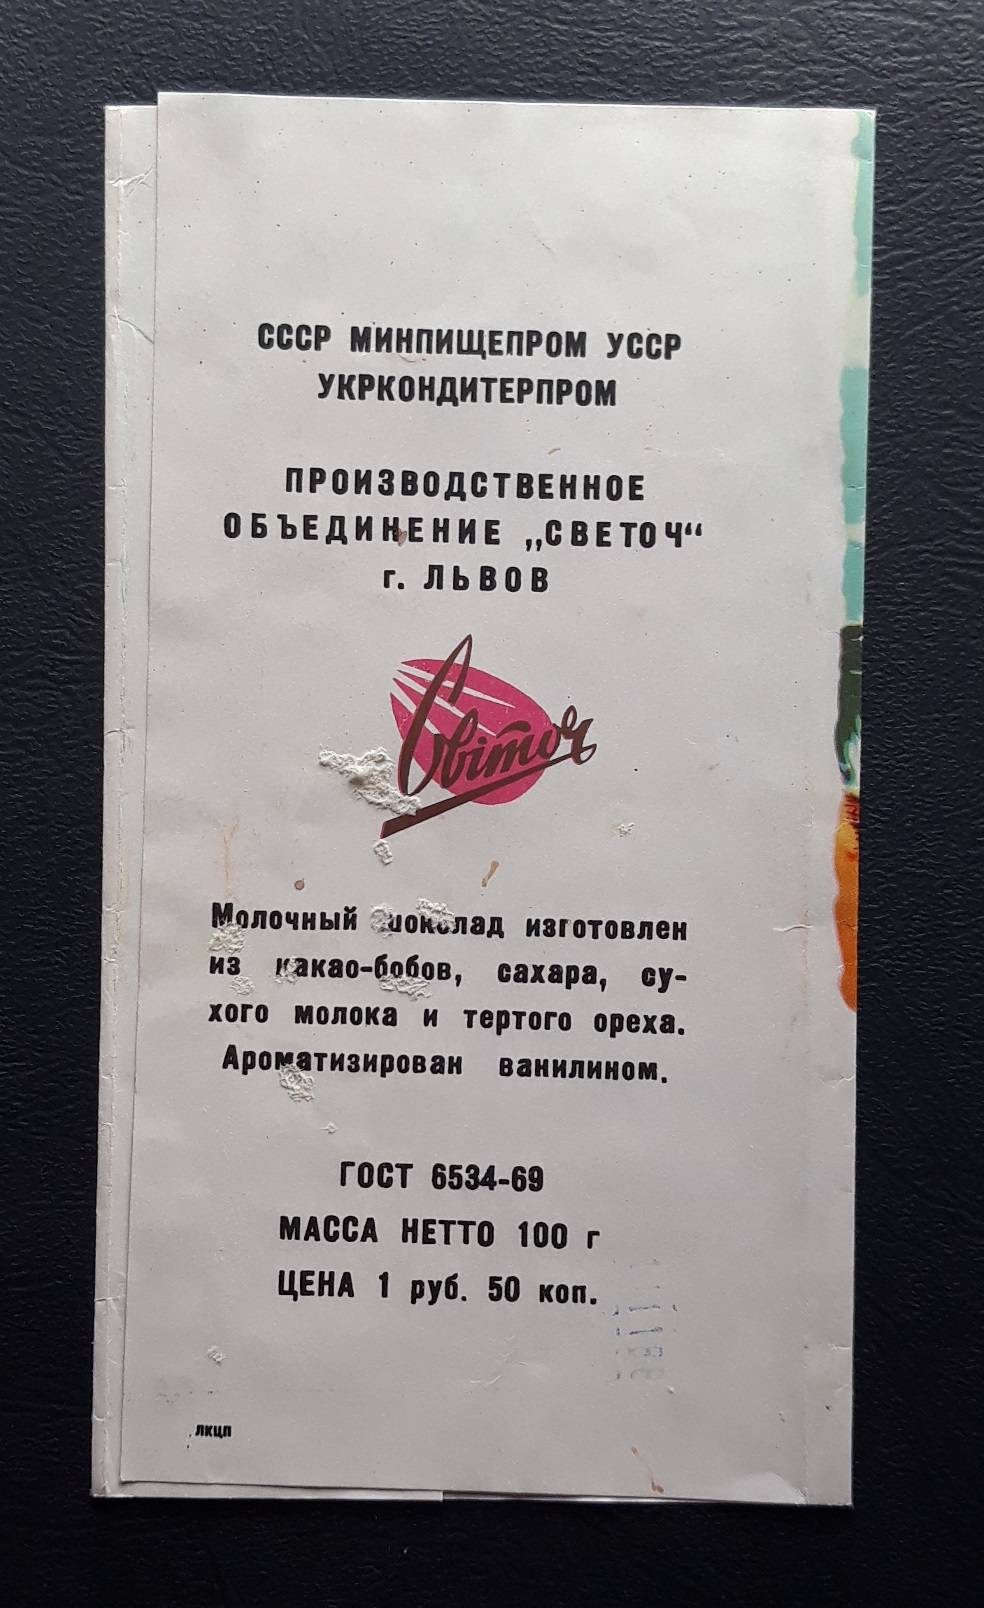 СССР МИНПИЩЕПРОМ УССР
УКРКОНДИТЕРПРОМ
ПРОИЗВОДСТВЕННОЕ
ОБЪЕДИНЕНИЕ „СВЕТОЧ“
г. ЛЬВОВ
Світоч
Молочный шоколад изготовлен
из какао-бобов, сахара, су-
хого молока и тертого ореха.
Ароматизирован ванилином.
ГОСТ 6534-69
МАССА НЕТТО 100 г
ЦЕНА 1 руб. 50 коп.
ЛКЦП